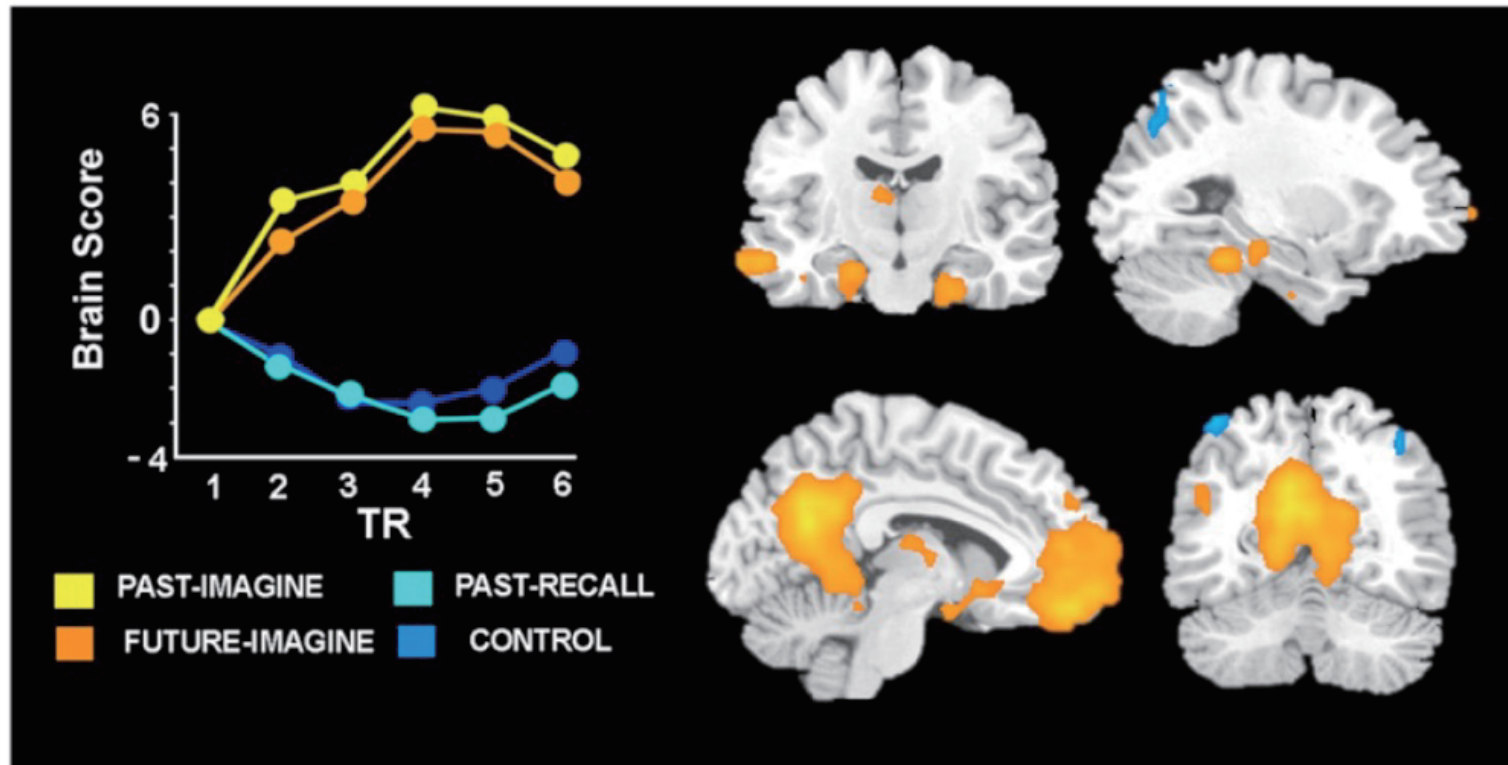 6
0
-4
Brain Score
1 2 3 4 5 6
TR
PAST-IMAGINE PAST-RECALL
FUTURE-IMAGINE CONTROL